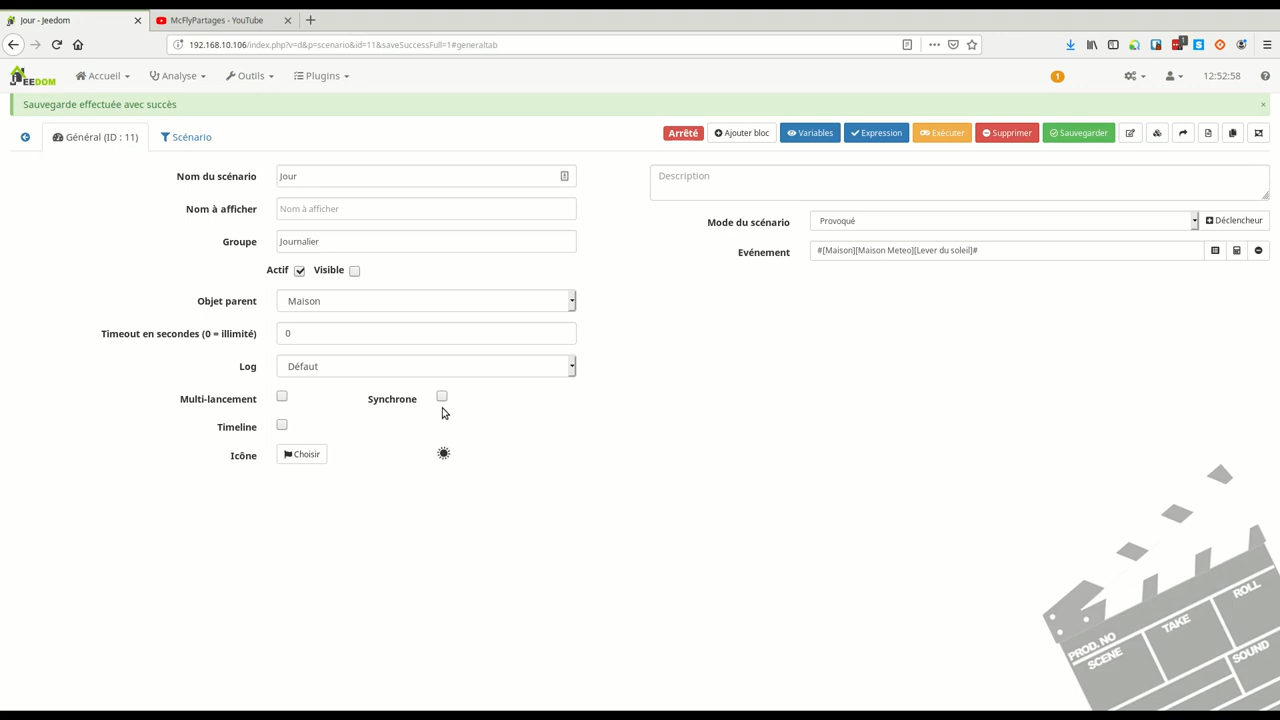 Jour - Jeedom
McFlyPartages - YouTube
192.168.10.106/index.php?v=d&p=scenario&id=11&saveSuccessFull=1#generaltab
1
JEEDOM
Accueil
Analyse
Outils
Plugins
1
12:52:58
Sauvegarde effectuée avec succès
×
Général (ID : 11)
Scénario
Arrêté
Ajouter bloc
Variables
Expression
Exécuter
Supprimer
Sauvegarder
Nom du scénario
Jour
Description
Nom à afficher
Nom à afficher
Mode du scénario
Provoqué
Déclencheur
Groupe
Journalier
Evénement
#[Maison][Maison Meteo][Lever du soleil]#
Actif
Visible
Objet parent
Maison
Timeout en secondes (0 = illimité)
0
Log
Défaut
Multi-lancement
Synchrone
Timeline
Icône
Choisir
PROD. NO
SCENE
TAKE
ROLL
SOUND